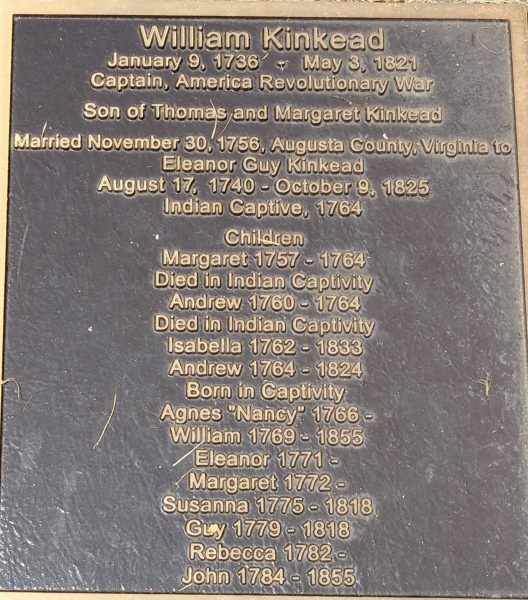 William Kinkead
January 9, 1736 - May 3, 1821
Captain, America Revolutionary War
Son of Thomas and Margaret Kinkead
Married November 30, 1756, Augusta County, Virginia to
Eleanor Guy Kinkead
August 17, 1740 - October 9, 1825
Indian Captive, 1764
Children
Margaret 1757 - 1764
Died in Indian Captivity
Andrew 1760 - 1764
Died in Indian Captivity
Isabella 1762 - 1833
Andrew 1764 - 1824
Born in Captivity
Agnes "Nancy" 1766 -
William 1769 - 1855
Eleanor 1771 -
Margaret 1772 -
Susanna 1775 - 1818
Guy 1779 - 1818
Rebecca 1782 -
John 1784 - 1855